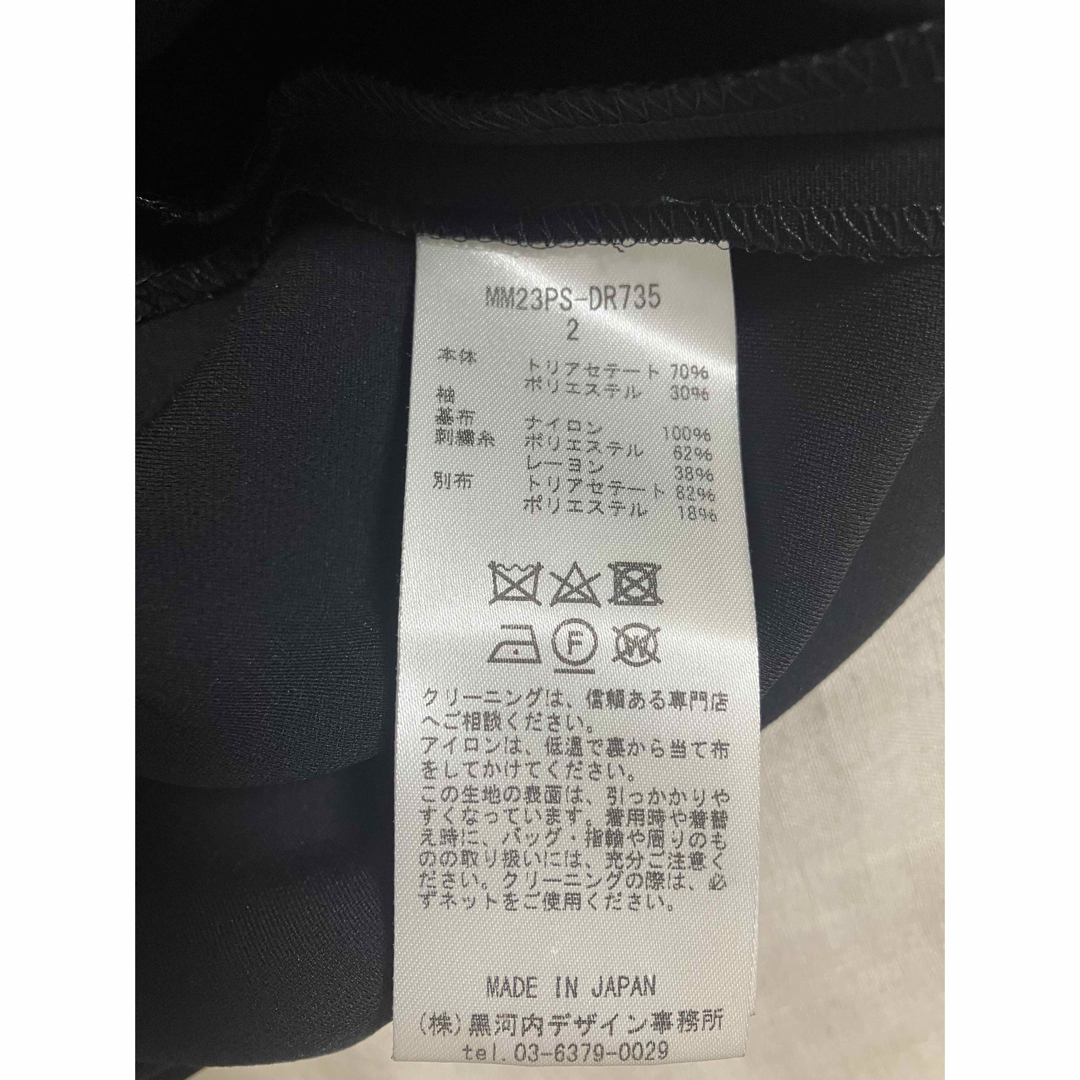 MM23PS-DR735
2
本体 トリアセテート 70%
ポリエステル 30%
袖
基布 ナイロン 100%
刺繍糸 ポリエステル 62%
レーヨン 38%
別布 トリアセテート 82%
ポリエステル 18%
F W
クリーニングは、信頼ある専門店
へご相談ください。
アイロンは、低温で裏から当て布
をしてかけてください。
この生地の表面は、引っかかりや
すくなっています。着用時や着替
え時に、バッグ・指輪や周りのも
のの取り扱いには、充分ご注意く
ださい。クリーニングの際は、必
ずネットをご使用ください。
MADE IN JAPAN
(株)黒河内デザイン事務所
tel.03-6379-0029